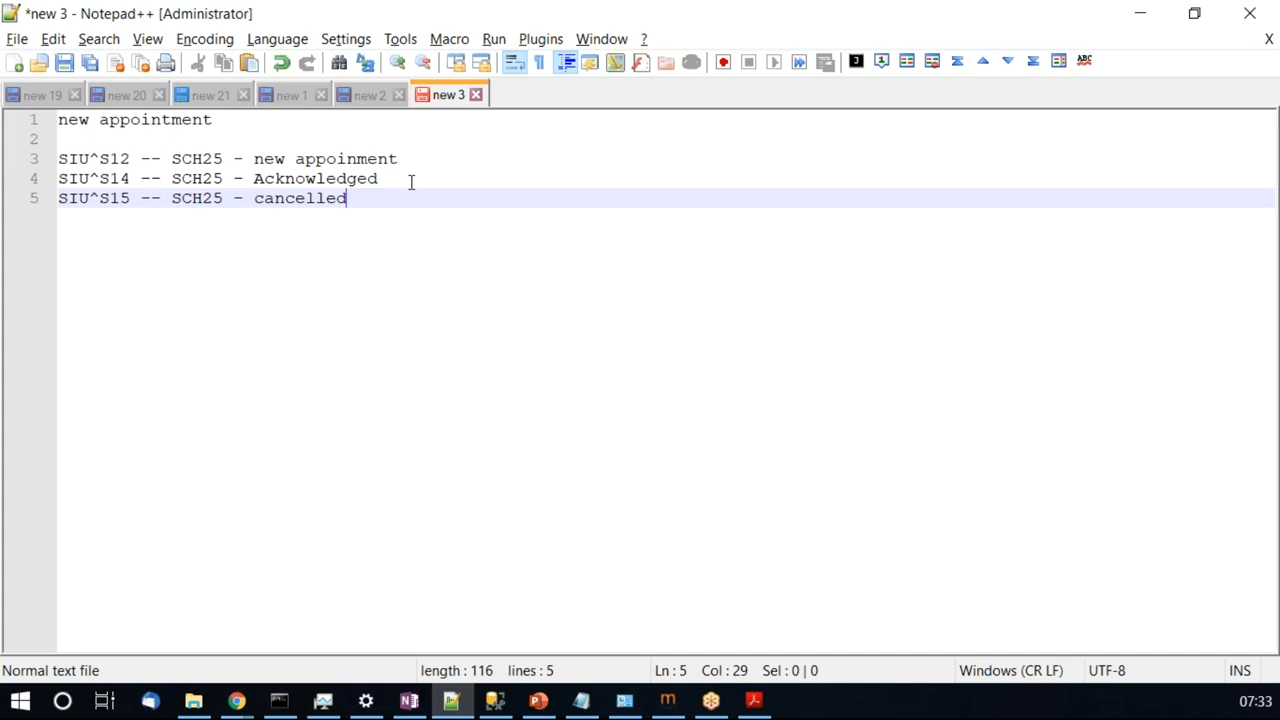 *new 3 - Notepad++ [Administrator]
File Edit Search View Encoding Language Settings Tools Macro Run Plugins Window ? X
new 19 new 20 new 21 new 1 new 2 new 3
1 new appointment
2
3 SIU^S12 -- SCH25 - new appoinment
4 SIU^S14 -- SCH25 - Acknowledged
5 SIU^S15 -- SCH25 - cancelled
Normal text file length : 116 lines : 5 Ln : 5 Col : 29 Sel : 0 | 0 Windows (CR LF) UTF-8 INS
07:33